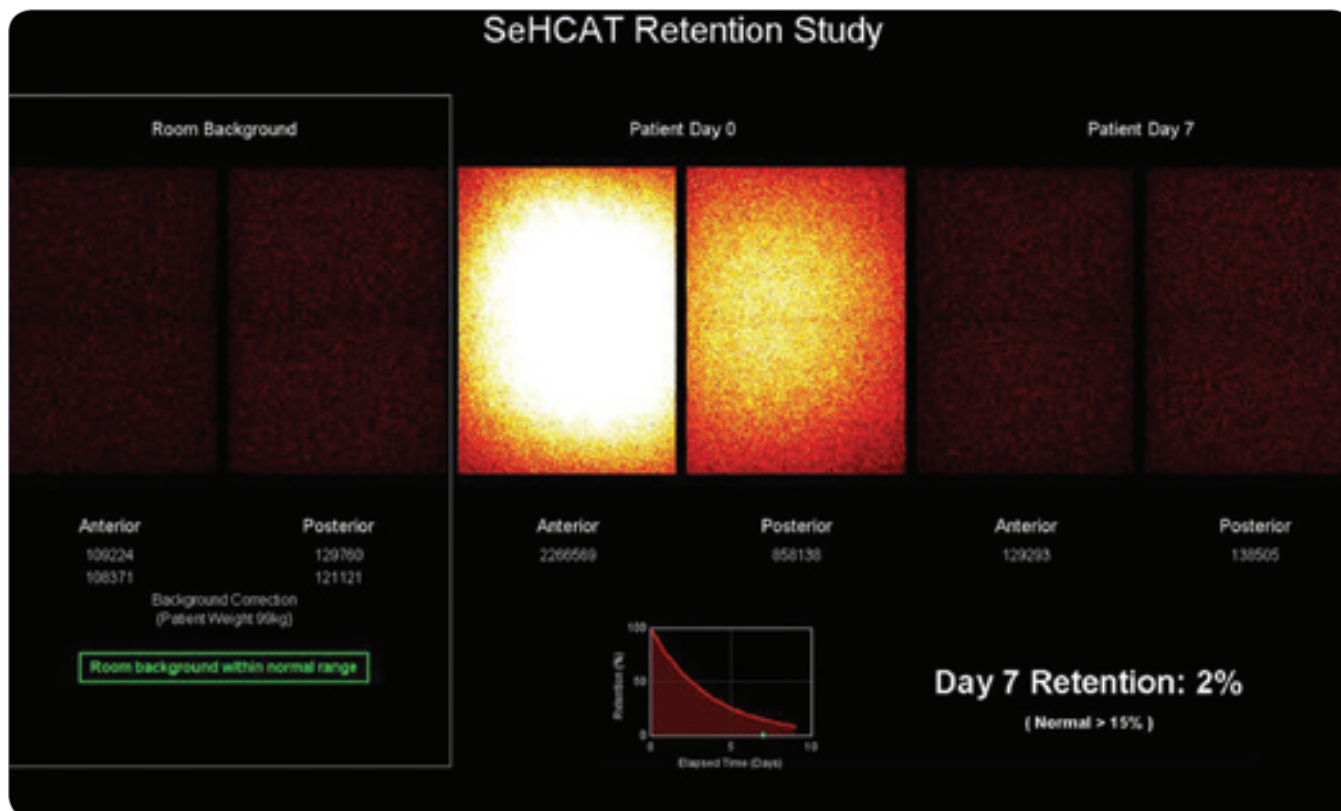 SeHCAT Retention Study
Room Background
Patient Day 0
Patient Day 7
Anterior
Posterior
Anterior
Posterior
Anterior
Posterior
109224
129760
2266569
858138
129293
138505
108371
121121
Background Correction
(Patient Weight 99kg)
Room background within normal range
Retention (%)
100
50
0
0
5
10
Elapsed Time (Days)
Day 7 Retention: 2%
( Normal > 15% )